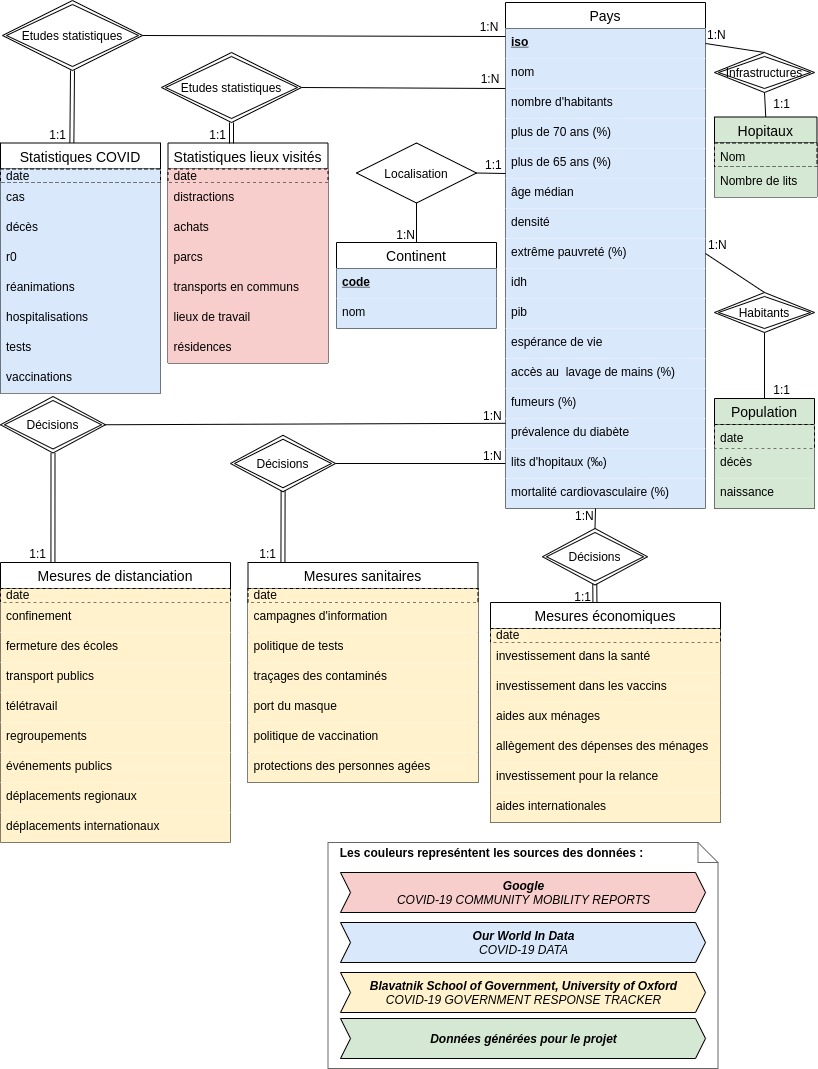 Etudes statistiques
1:N
1:1
Etudes statistiques
1:N
1:1
Statistiques COVID
date
cas
décès
r0
réanimations
hospitalisations
tests
vaccinations
Statistiques lieux visités
date
distractions
achats
parcs
transports en communs
lieux de travail
résidences
Localisation
1:1
1:N
Continent
code
nom
Pays
iso
nom
nombre d'habitants
plus de 70 ans (%)
plus de 65 ans (%)
âge médian
densité
extrême pauvreté (%)
idh
pib
espérance de vie
accès au  lavage de mains (%)
fumeurs (%)
prévalence du diabète
lits d'hopitaux (‰)
mortalité cardiovasculaire (%)
1:N
Infrastructures
1:1
Hopitaux
Nom
Nombre de lits
1:N
Habitants
1:1
Population
date
décès
naissance
Décisions
1:N
1:1
Décisions
1:N
1:1
1:N
Décisions
1:1
Mesures de distanciation
date
confinement
fermeture des écoles
transport publics
télétravail
regroupements
événements publics
déplacements regionaux
déplacements internationaux
Mesures sanitaires
date
campagnes d'information
politique de tests
traçages des contaminés
port du masque
politique de vaccination
protections des personnes agées
Mesures économiques
date
investissement dans la santé
investissement dans les vaccins
aides aux ménages
allègement des dépenses des ménages
investissement pour la relance
aides internationales
Les couleurs represéntent les sources des données :
Google
COVID-19 COMMUNITY MOBILITY REPORTS
Our World In Data
COVID-19 DATA
Blavatnik School of Government, University of Oxford
COVID-19 GOVERNMENT RESPONSE TRACKER
Données générées pour le projet